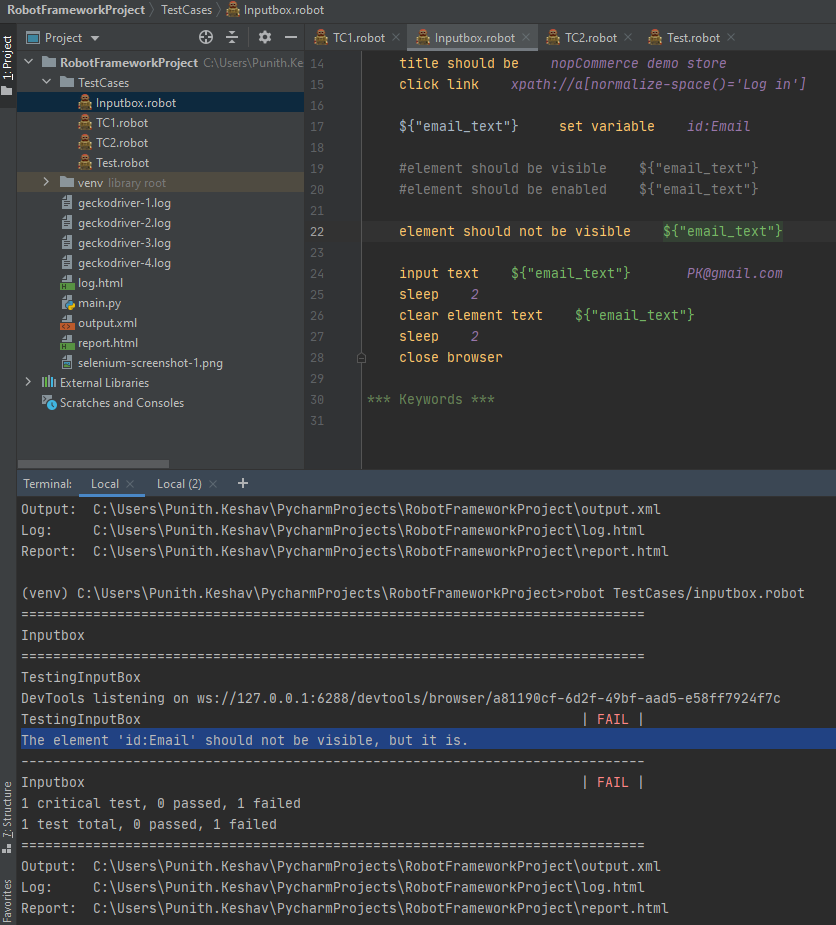 RobotFrameworkProject TestCases Inputbox.robot
1: Project
Project
RobotFrameworkProject C:\Users\Punith.Ke
TestCases
Inputbox.robot
TC1.robot
TC2.robot
Test.robot
venv library root
geckodriver-1.log
geckodriver-2.log
geckodriver-3.log
geckodriver-4.log
log.html
main.py
output.xml
report.html
selenium-screenshot-1.png
External Libraries
Scratches and Consoles
TC1.robot Inputbox.robot TC2.robot Test.robot
14 title should be nopCommerce demo store
15 click link xpath://a[normalize-space()='Log in']
16
17 ${"email_text"} set variable id:Email
18
19 #element should be visible ${"email_text"}
20 #element should be enabled ${"email_text"}
21
22 element should not be visible ${"email_text"}
23
24 input text ${"email_text"} PK@gmail.com
25 sleep 2
26 clear element text ${"email_text"}
27 sleep 2
28 close browser
29
30 *** Keywords ***
31
Terminal: Local Local (2) +
Output: C:\Users\Punith.Keshav\PycharmProjects\RobotFrameworkProject\output.xml
Log: C:\Users\Punith.Keshav\PycharmProjects\RobotFrameworkProject\log.html
Report: C:\Users\Punith.Keshav\PycharmProjects\RobotFrameworkProject\report.html
(venv) C:\Users\Punith.Keshav\PycharmProjects\RobotFrameworkProject>robot TestCases/inputbox.robot
==============================================================================
Inputbox
==============================================================================
TestingInputBox
DevTools listening on ws://127.0.0.1:6288/devtools/browser/a81190cf-6d2f-49bf-aad5-e58ff7924f7c
TestingInputBox | FAIL |
The element 'id:Email' should not be visible, but it is.
------------------------------------------------------------------------------
Inputbox | FAIL |
1 critical test, 0 passed, 1 failed
1 test total, 0 passed, 1 failed
==============================================================================
Output: C:\Users\Punith.Keshav\PycharmProjects\RobotFrameworkProject\output.xml
Log: C:\Users\Punith.Keshav\PycharmProjects\RobotFrameworkProject\log.html
Report: C:\Users\Punith.Keshav\PycharmProjects\RobotFrameworkProject\report.html
7: Structure
Favorites